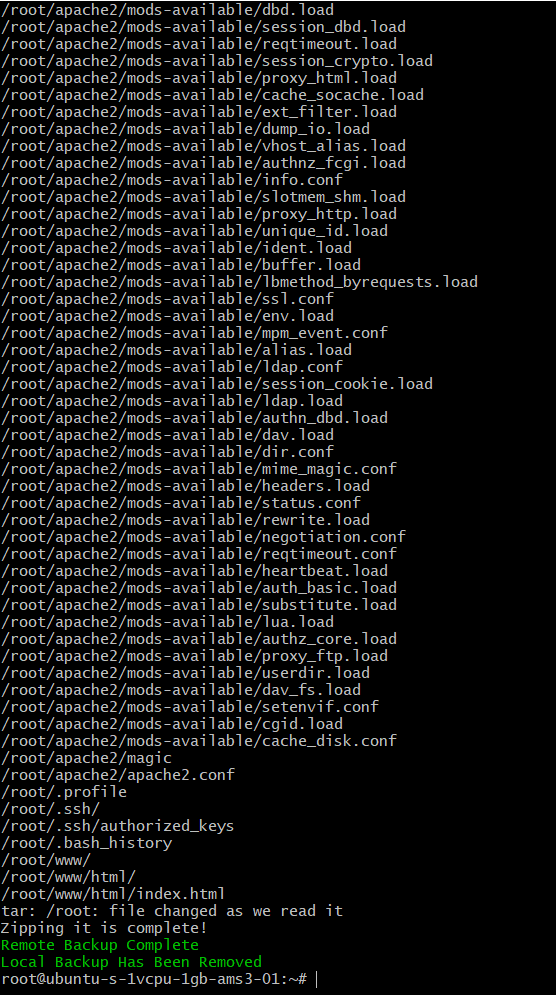 /root/apache2/mods-available/dbd.load
/root/apache2/mods-available/session_dbd.load
/root/apache2/mods-available/reqtimeout.load
/root/apache2/mods-available/session_crypto.load
/root/apache2/mods-available/proxy_html.load
/root/apache2/mods-available/cache_socache.load
/root/apache2/mods-available/ext_filter.load
/root/apache2/mods-available/dump_io.load
/root/apache2/mods-available/vhost_alias.load
/root/apache2/mods-available/authnz_fcgi.load
/root/apache2/mods-available/info.conf
/root/apache2/mods-available/slotmem_shm.load
/root/apache2/mods-available/proxy_http.load
/root/apache2/mods-available/unique_id.load
/root/apache2/mods-available/ident.load
/root/apache2/mods-available/buffer.load
/root/apache2/mods-available/lbmethod_byrequests.load
/root/apache2/mods-available/ssl.conf
/root/apache2/mods-available/env.load
/root/apache2/mods-available/mpm_event.conf
/root/apache2/mods-available/alias.load
/root/apache2/mods-available/ldap.conf
/root/apache2/mods-available/session_cookie.load
/root/apache2/mods-available/ldap.load
/root/apache2/mods-available/authn_dbd.load
/root/apache2/mods-available/dav.load
/root/apache2/mods-available/dir.conf
/root/apache2/mods-available/mime_magic.conf
/root/apache2/mods-available/headers.load
/root/apache2/mods-available/status.conf
/root/apache2/mods-available/rewrite.load
/root/apache2/mods-available/negotiation.conf
/root/apache2/mods-available/reqtimeout.conf
/root/apache2/mods-available/heartbeat.load
/root/apache2/mods-available/auth_basic.load
/root/apache2/mods-available/substitute.load
/root/apache2/mods-available/lua.load
/root/apache2/mods-available/authz_core.load
/root/apache2/mods-available/proxy_ftp.load
/root/apache2/mods-available/userdir.load
/root/apache2/mods-available/dav_fs.load
/root/apache2/mods-available/setenvif.conf
/root/apache2/mods-available/cgid.load
/root/apache2/mods-available/cache_disk.conf
/root/apache2/magic
/root/apache2/apache2.conf
/root/.profile
/root/.ssh/
/root/.ssh/authorized_keys
/root/.bash_history
/root/www/
/root/www/html/
/root/www/html/index.html
tar: /root: file changed as we read it
Zipping it is complete!
Remote Backup Complete
Local Backup Has Been Removed
root@ubuntu-s-1vcpu-1gb-ams3-01:~#